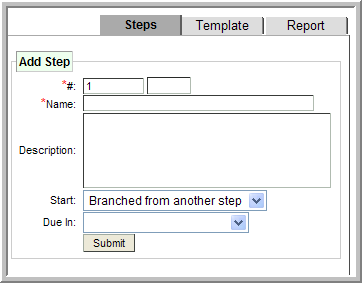 Steps Template Report
Add Step
*#: 1
*Name:
Description:
Start: Branched from another step
Due In:
Submit